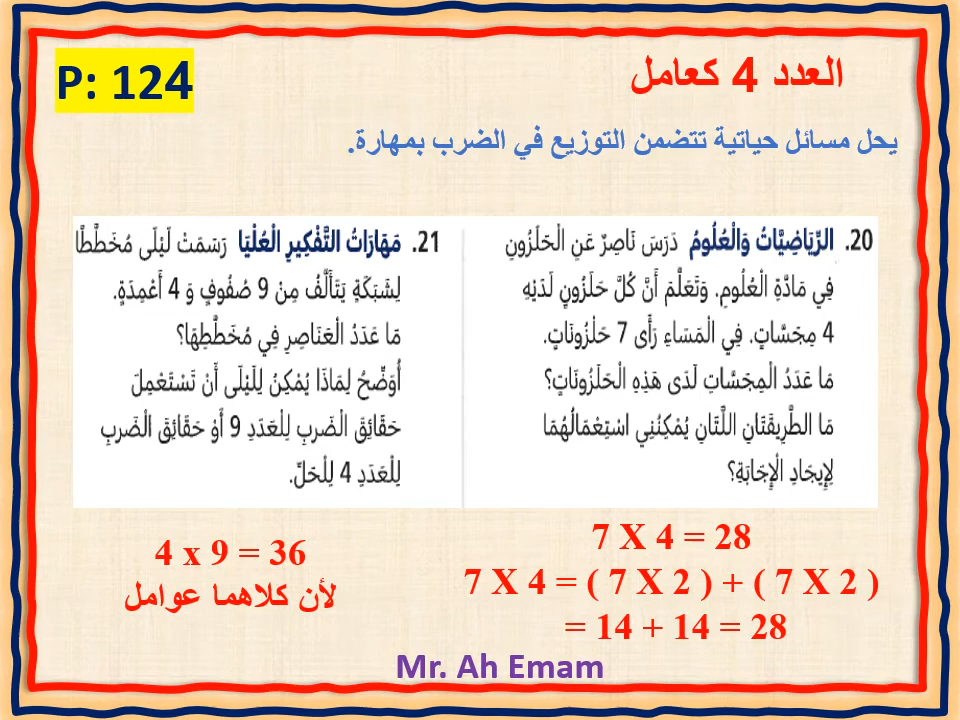 P: 124
العدد 4 كعامل
يحل مسائل حياتية تتضمن التوزيع في الضرب بمهارة.
20. الرِّيَاضِيَّاتُ وَالْعُلُومُ دَرَسَ نَاصِرٌ عَنِ الْحَلَزُونِ
فِي مَادَّةِ الْعُلُومِ. وَتَعَلَّمَ أَنَّ كُلَّ حَلَزُونٍ لَدَيْهِ
4 مِجَسَّاتٍ. فِي الْمَسَاءِ رَأَى 7 حَلَزُونَاتٍ.
مَا عَدَدُ الْمِجَسَّاتِ لَدَى هَذِهِ الْحَلَزُونَاتِ؟
مَا الطَّرِيقَتَانِ اللَّتَانِ يُمْكِنُنِي اسْتِعْمَالُهُمَا
لِإِيجَادِ الْإِجَابَةِ؟
21. مَهَارَاتُ التَّفْكِيرِ الْعُلْيَا رَسَمَتْ لَيْلَى مُخَطَّطًا
لِشَبَكَةٍ يَتَأَلَّفُ مِنْ 9 صُفُوفٍ وَ 4 أَعْمِدَةٍ.
مَا عَدَدُ الْعَنَاصِرِ فِي مُخَطَّطِهَا؟
أُوَضِّحُ لِمَاذَا يُمْكِنُ لِلَيْلَى أَنْ تَسْتَعْمِلَ
حَقَائِقَ الضَّرْبِ لِلْعَدَدِ 9 أَوْ حَقَائِقَ الْضَرْبِ
لِلْعَدَدِ 4 لِلْحَلِّ.
7 X 4 = 28
7 X 4 = ( 7 X 2 ) + ( 7 X 2 )
= 14 + 14 = 28
4 x 9 = 36
لأن كلاهما عوامل
Mr. Ah Emam